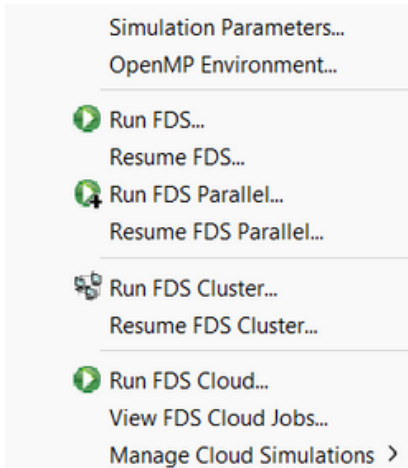 Simulation Parameters...
OpenMP Environment...
Run FDS...
Resume FDS...
Run FDS Parallel...
Resume FDS Parallel...
Run FDS Cluster...
Resume FDS Cluster...
Run FDS Cloud...
View FDS Cloud Jobs...
Manage Cloud Simulations >